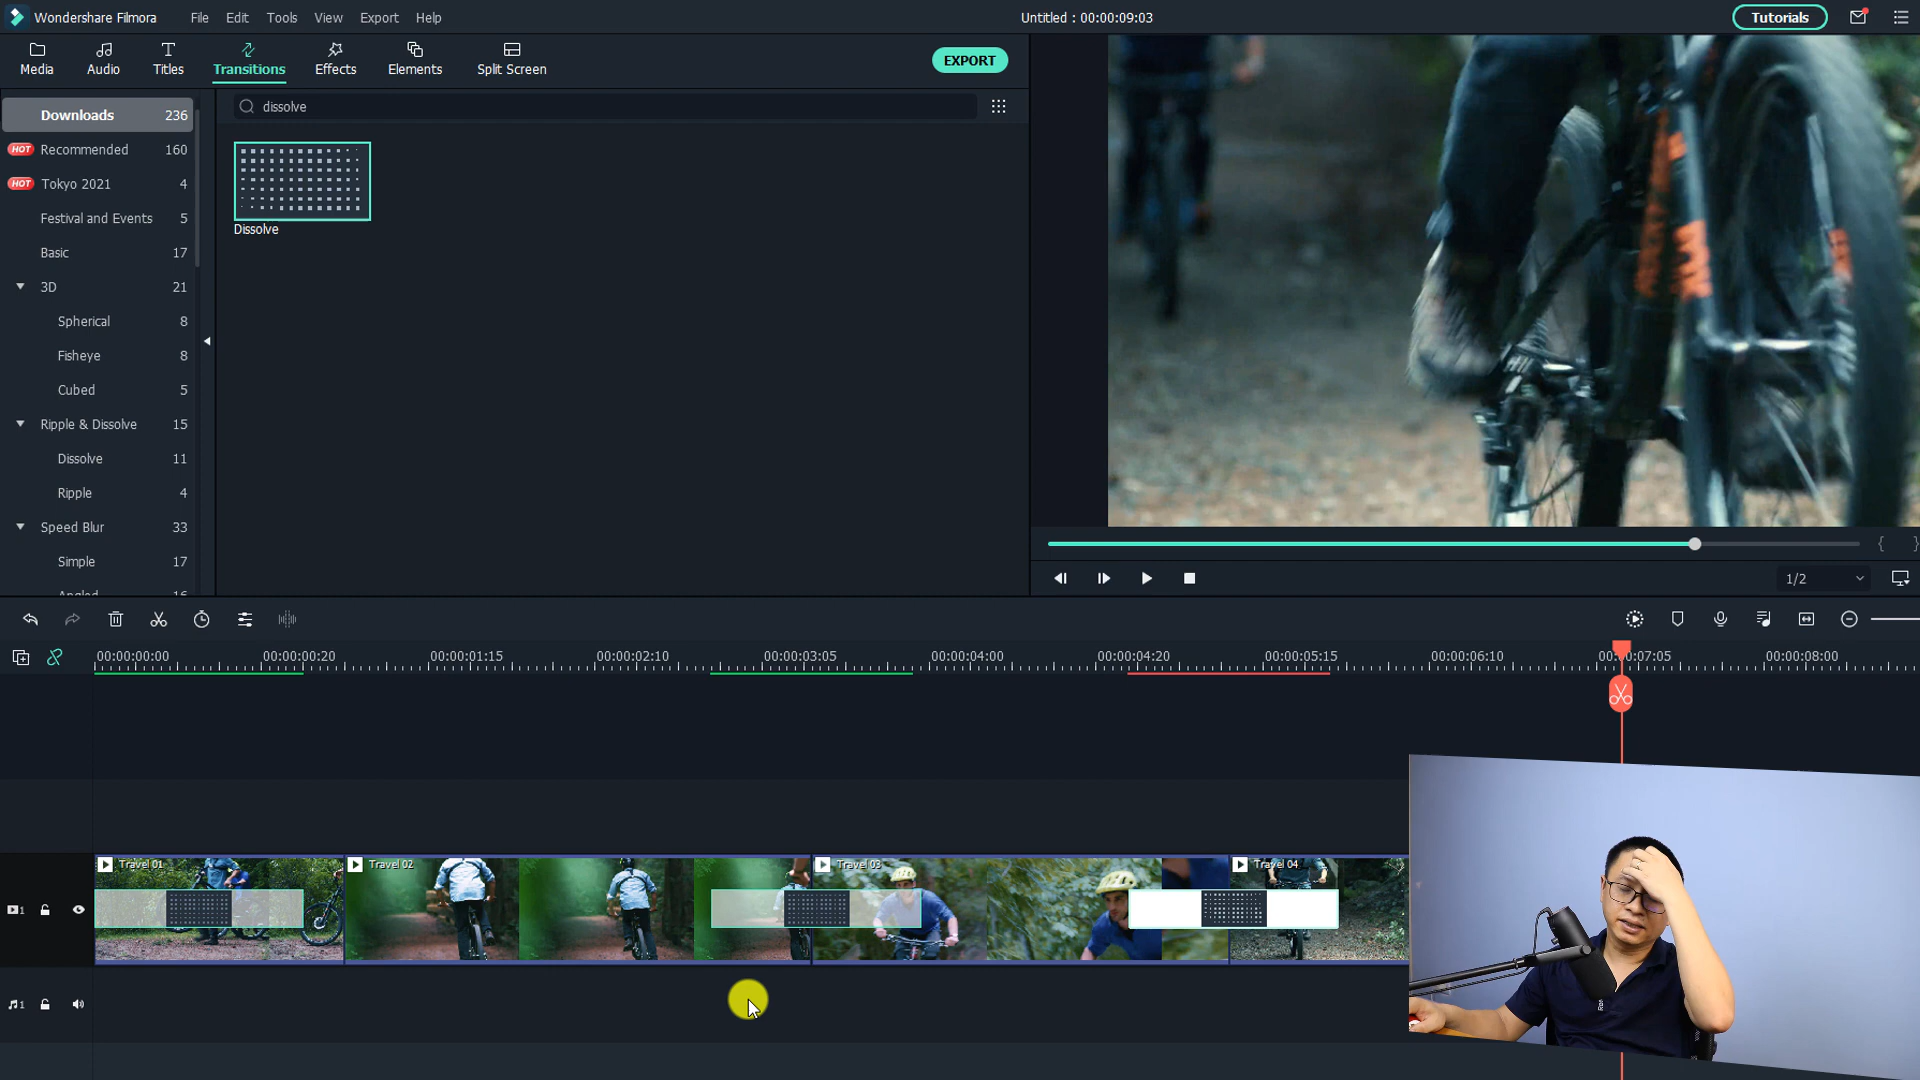 Wondershare Filmora File Edit Tools View Export Help Untitled : 00:00:09:03 Tutorials
Media Audio Titles Transitions Effects Elements Split Screen EXPORT
Downloads 236
HOT Recommended 160
HOT Tokyo 2021 4
Festival and Events 5
Basic 17
3D 21
Spherical 8
Fisheye 8
Cubed 5
Ripple & Dissolve 15
Dissolve 11
Ripple 4
Speed Blur 33
Simple 17
Angled 16
dissolve
Dissolve
{ }
1/2
00:00:00:00 00:00:00:20 00:00:01:15 00:00:02:10 00:00:03:05 00:00:04:00 00:00:04:20 00:00:05:15 00:00:06:10 00:00:07:05 00:00:08:00
Travel 01 Travel 02 Travel 03 Travel 04
1
1